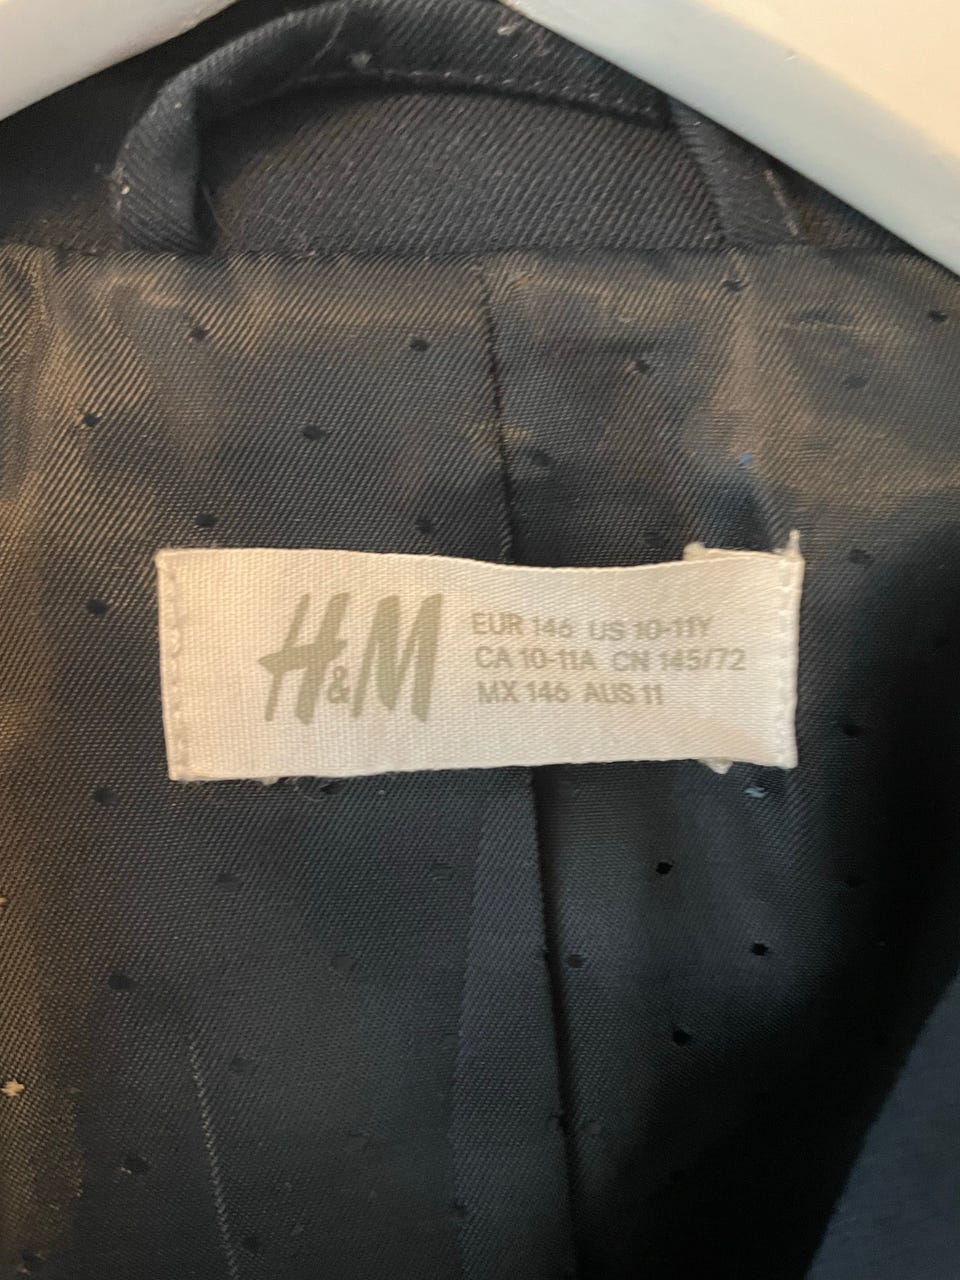 H&M
EUR 146 US 10-11Y
CA 10-11A CN 145/72
MX 146 AUS 11